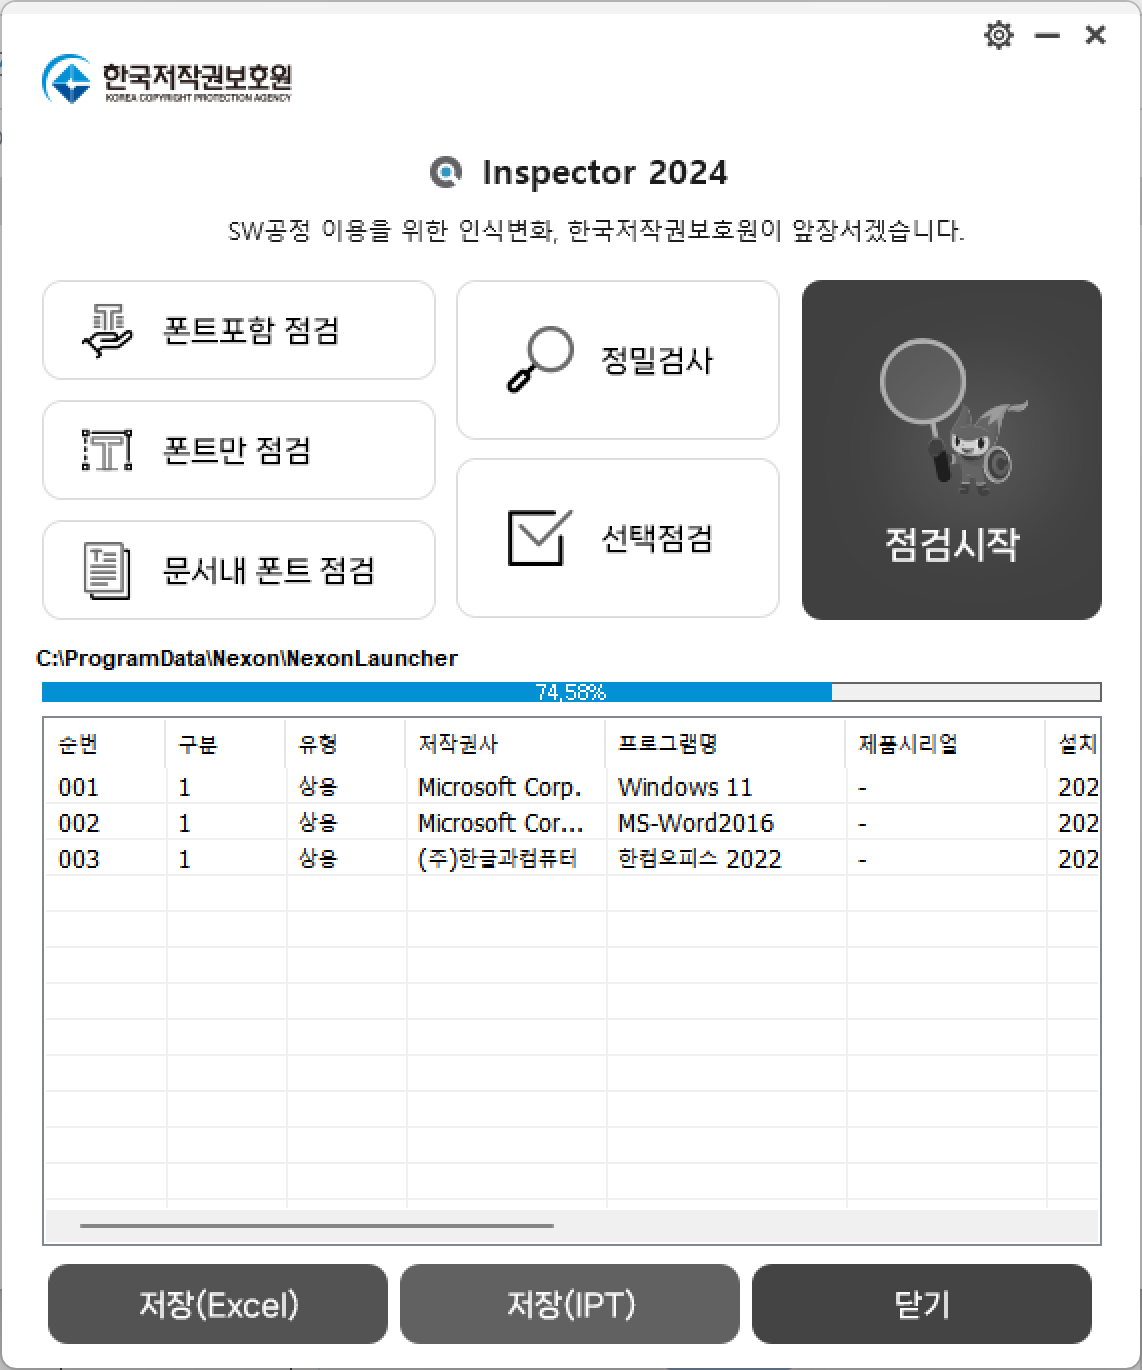 한국저작권보호원
KOREA COPYRIGHT PROTECTION AGENCY
Inspector 2024
SW공정 이용을 위한 인식변화, 한국저작권보호원이 앞장서겠습니다.
폰트포함 점검
정밀검사
폰트만 점검
선택점검
점검시작
문서내 폰트 점검
C:\ProgramData\Nexon\NexonLauncher
74,58%
순번 구분 유형 저작권사 프로그램명 제품시리얼 설치
001 1 상용 Microsoft Corp. Windows 11 - 202
002 1 상용 Microsoft Cor... MS-Word2016 - 202
003 1 상용 (주)한글과컴퓨터 한컴오피스 2022 - 202
저장(Excel) 저장(IPT) 닫기